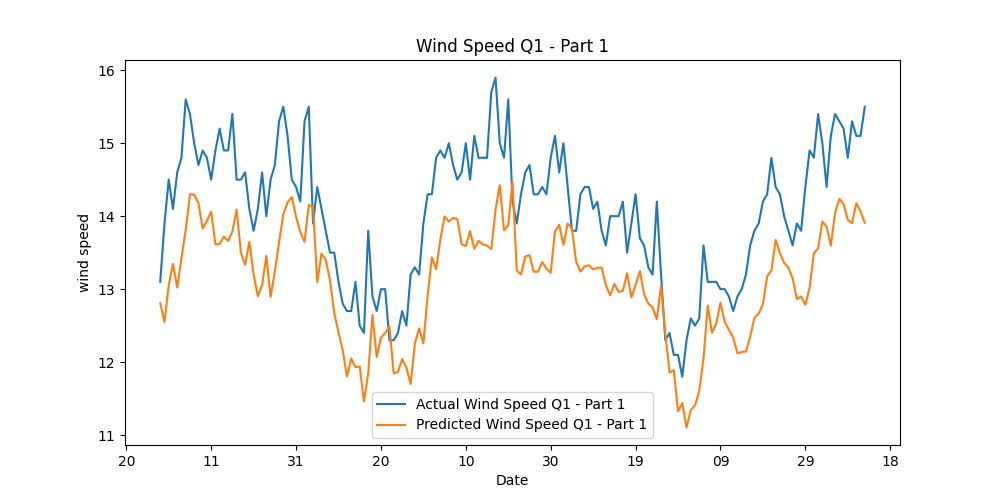 Wind Speed Q1 - Part 1
wind speed
16
15
14
13
12
11
Actual Wind Speed Q1 - Part 1
Predicted Wind Speed Q1 - Part 1
20 11 31 20 10 30 19 09 29 18
Date